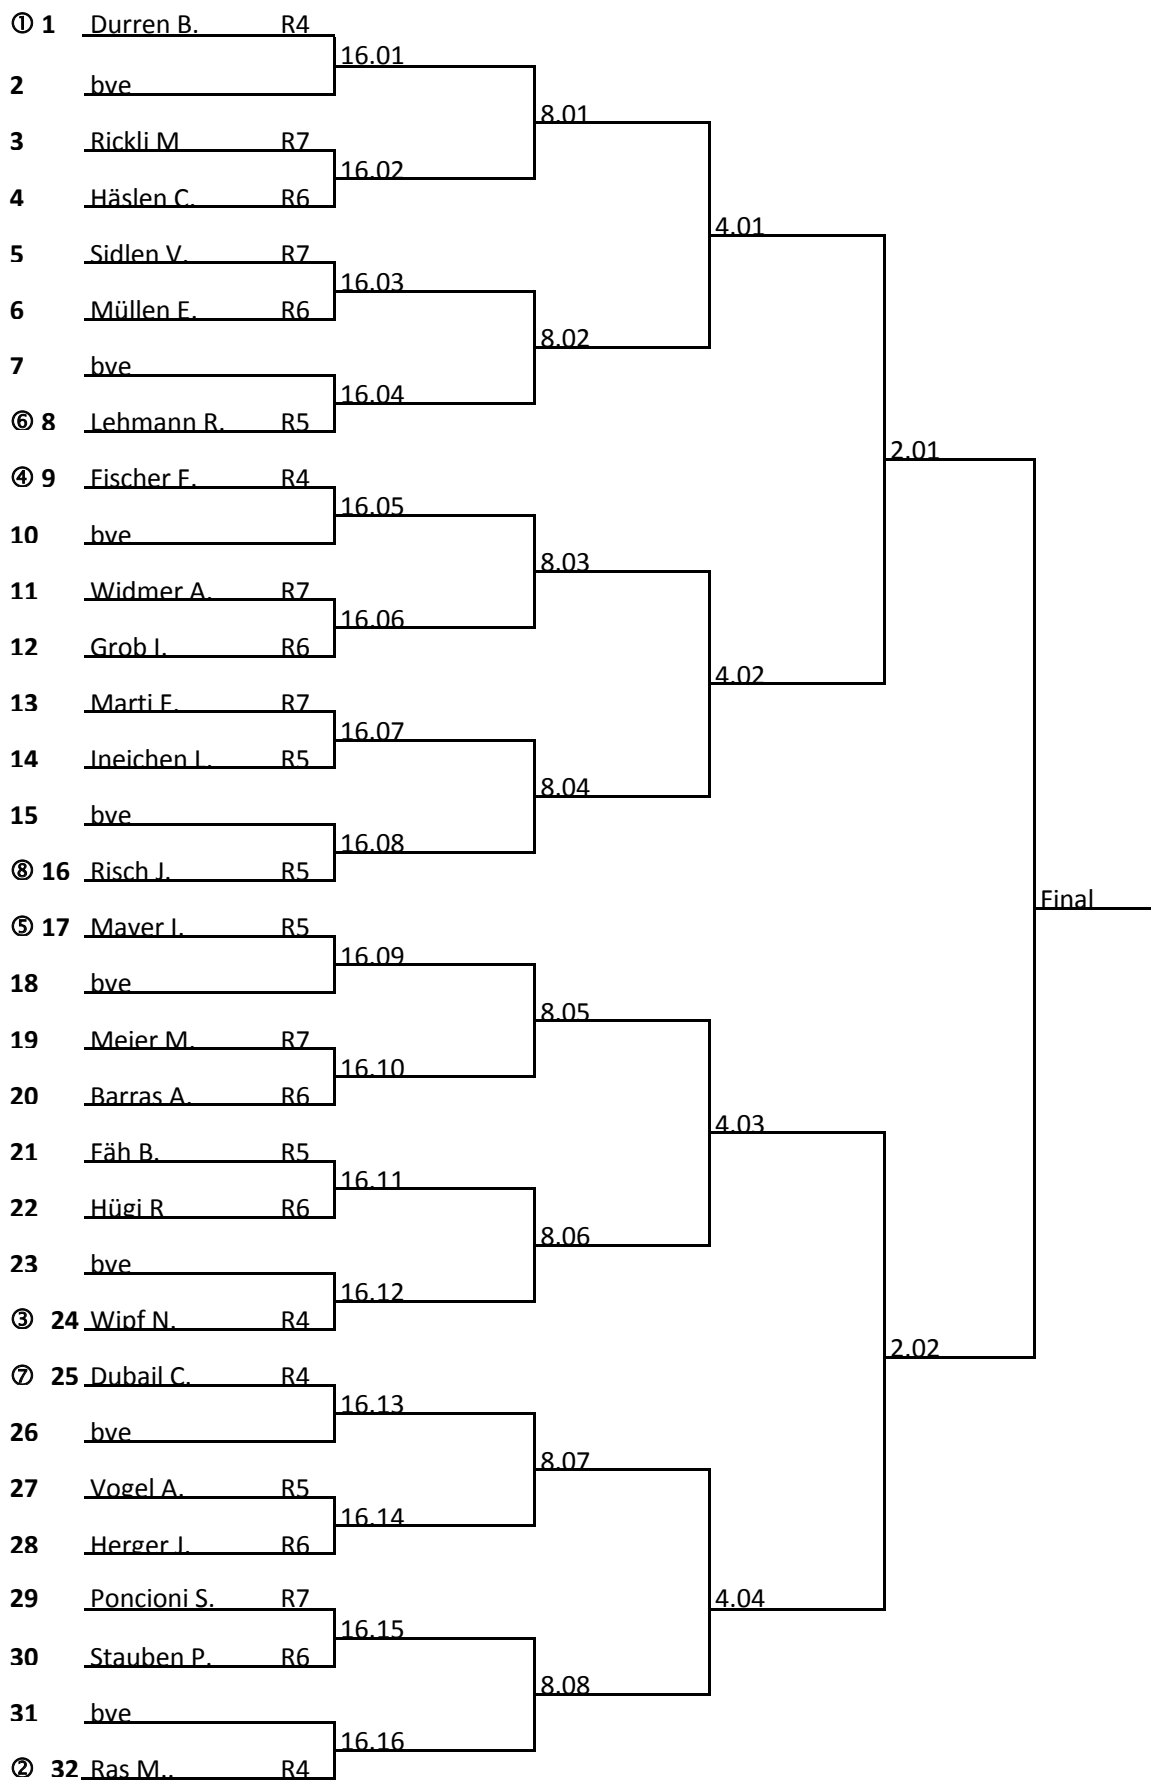 ① 1 Durren B. R4
16.01
2 bye
8.01
3 Rickli M R7
16.02
4 Häslen C. R6
4.01
5 Sidlen V. R7
16.03
6 Müllen E. R6
8.02
7 bye
16.04
⑥ 8 Lehmann R. R5
2.01
④ 9 Fischer F. R4
16.05
10 bye
8.03
11 Widmer A. R7
16.06
12 Grob I. R6
4.02
13 Marti E. R7
16.07
14 Ineichen L. R5
8.04
15 bye
16.08
⑧ 16 Risch J. R5
Final
⑤ 17 Mayer I. R5
16.09
18 bye
8.05
19 Meier M. R7
16.10
20 Barras A. R6
4.03
21 Fäh B. R5
16.11
22 Hügi R R6
8.06
23 bye
16.12
③ 24 Wipf N. R4
2.02
⑦ 25 Dubail C. R4
16.13
26 bye
8.07
27 Vogel A. R5
16.14
28 Herger J. R6
29 Poncioni S. R7
4.04
16.15
30 Stauben P. R6
8.08
31 bye
16.16
② 32 Ras M.. R4